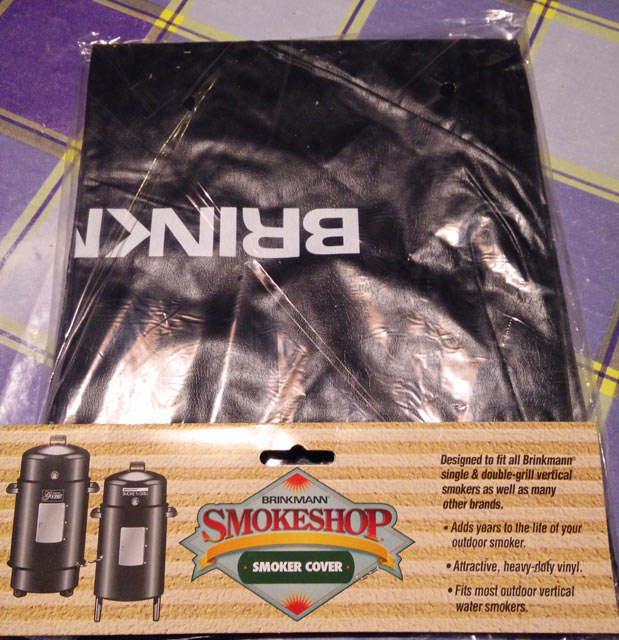 BRINK
BRINKMANN
SMOKESHOP
SMOKER COVER
Designed to fit all Brinkmann®
single & double-grill vertical
smokers as well as many
other brands.
• Adds years to the life of your
outdoor smoker.
• Attractive, heavy-duty vinyl.
• Fits most outdoor vertical
water smokers.